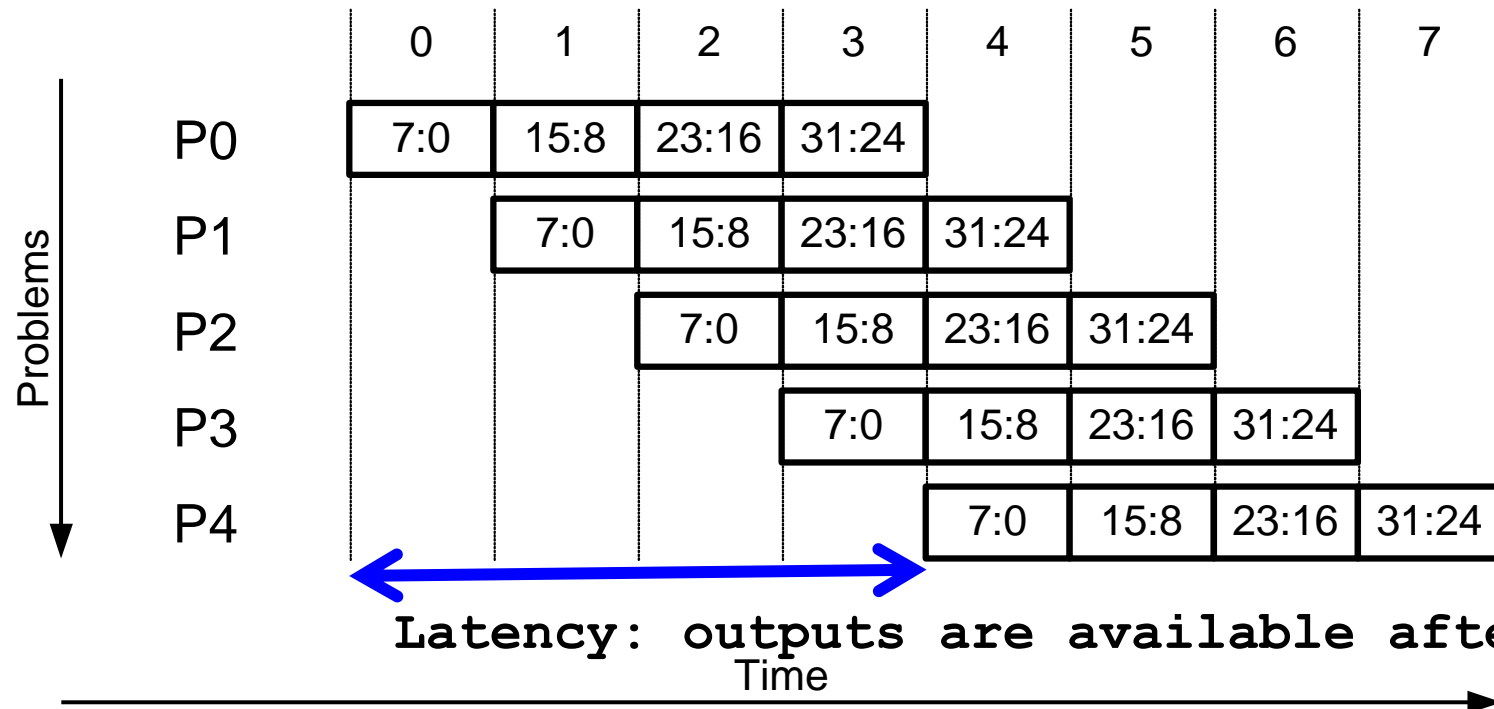 0 1 2 3 4 5 6 7
P0 7:0 15:8 23:16 31:24
P1 7:0 15:8 23:16 31:24
P2 7:0 15:8 23:16 31:24
P3 7:0 15:8 23:16 31:24
P4 7:0 15:8 23:16 31:24
Problems
Latency: outputs are available afte
Time